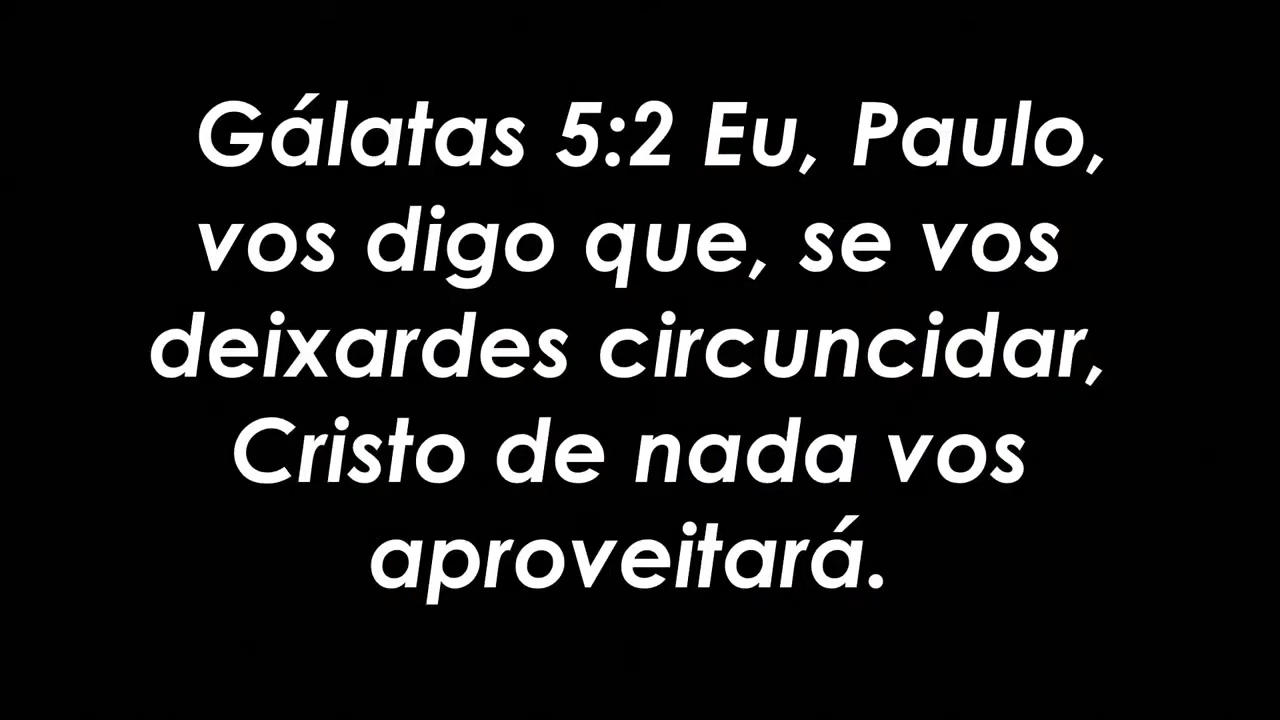 Gálatas 5:2 Eu, Paulo,
vos digo que, se vos
deixardes circuncidar,
Cristo de nada vos
aproveitará.